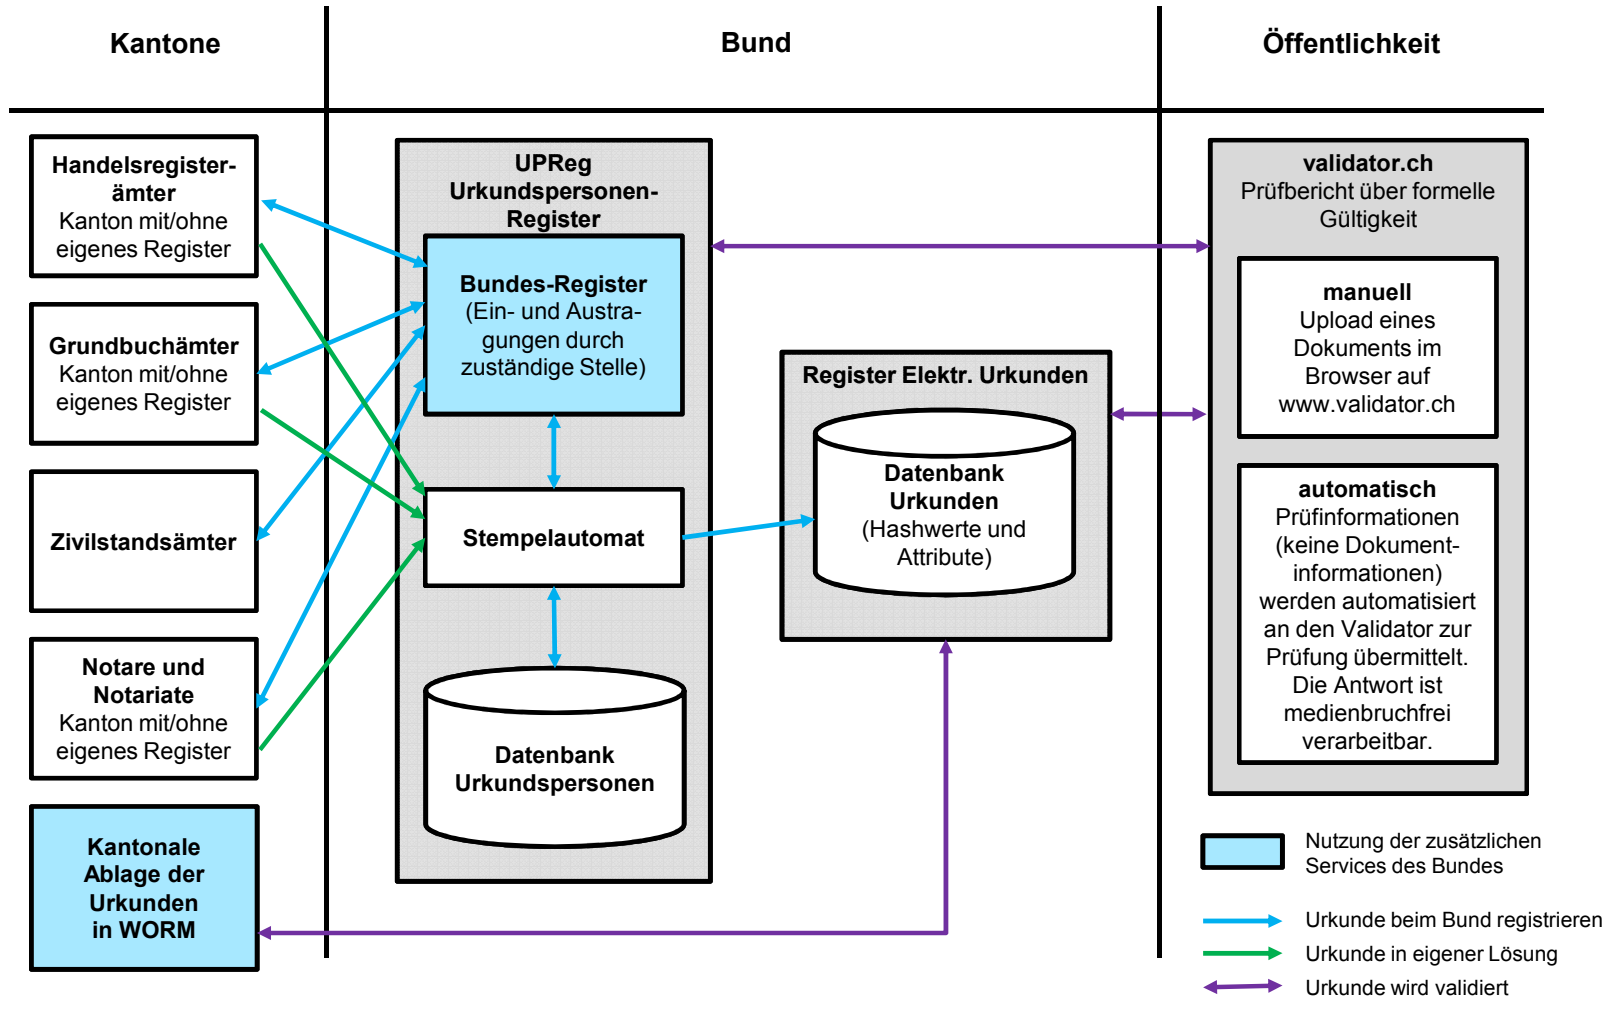 Kantone
Bund
Öffentlichkeit
Handelsregister-
ämter
Kanton mit/ohne
eigenes Register
Grundbuchämter
Kanton mit/ohne
eigenes Register
Zivilstandsämter
Notare und
Notariate
Kanton mit/ohne
eigenes Register
Kantonale
Ablage der
Urkunden
in WORM
UPReg
Urkundspersonen-
Register
Bundes-Register
(Ein- und Austra-
gungen durch
zuständige Stelle)
Stempelautomat
Datenbank
Urkundspersonen
Register Elektr. Urkunden
Datenbank
Urkunden
(Hashwerte und
Attribute)
validator.ch
Prüfbericht über formelle
Gültigkeit
manuell
Upload eines
Dokuments im
Browser auf
www.validator.ch
automatisch
Prüfinformationen
(keine Dokument-
informationen)
werden automatisiert
an den Validator zur
Prüfung übermittelt.
Die Antwort ist
medienbruchfrei
verarbeitbar.
Nutzung der zusätzlichen
Services des Bundes
Urkunde beim Bund registrieren
Urkunde in eigener Lösung
Urkunde wird validiert